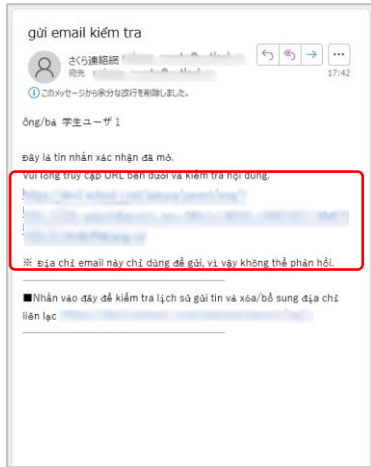 gửi email kiểm tra
さくら連絡網
宛先
17:42
このメッセージから余分な改行を削除しました。
ông/bà 学生ユーザ 1
Đây là tin nhắn xác nhận đã mở.
Vui lòng truy cập URL bên dưới và kiểm tra nội dung.
※ Địa chỉ email này chỉ dùng để gửi, vì vậy không thể phản hồi.
■Nhấn vào đây để kiểm tra lịch sử gửi tin và xóa/bổ sung địa chỉ
liên lạc